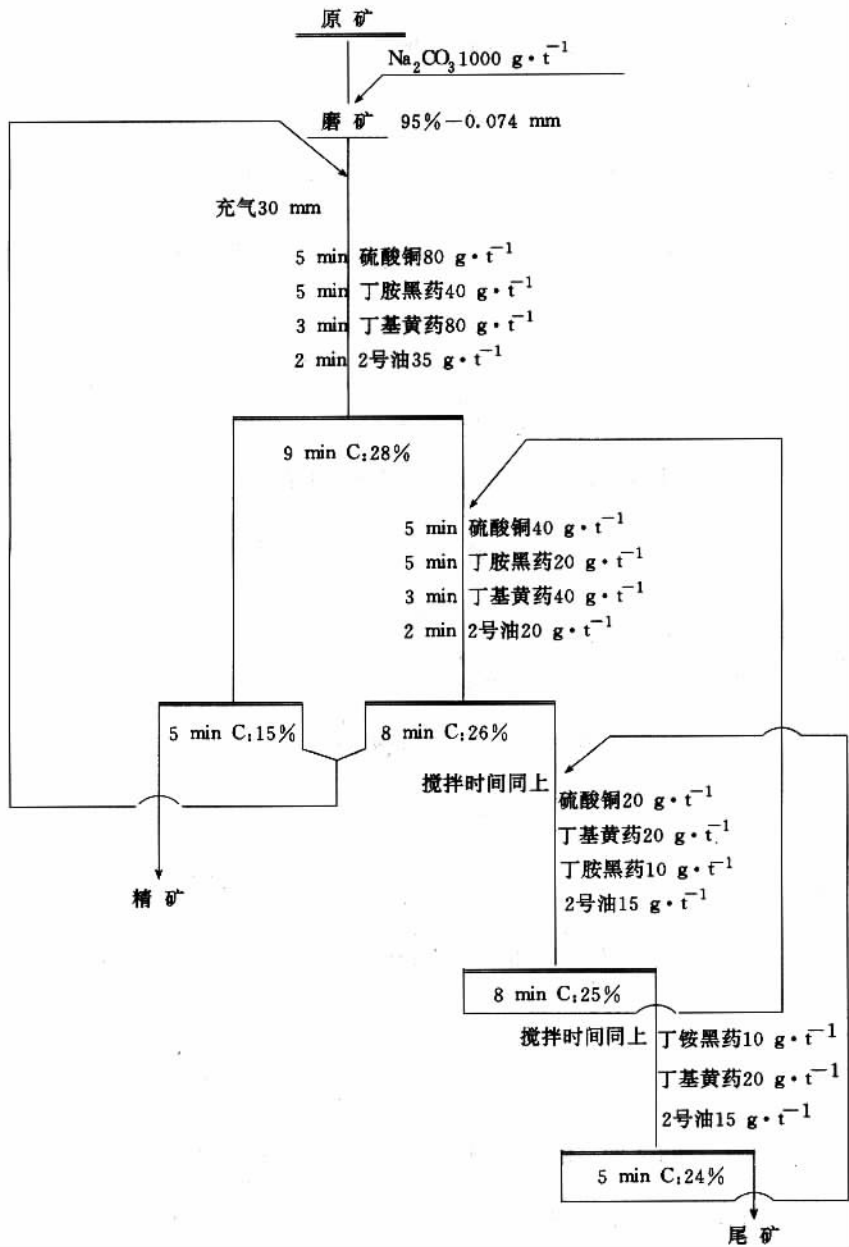 原 矿
Na₂CO₃ 1000 g·t⁻¹
磨 矿 95%－0.074 mm
充气30 mm
5 min 硫酸铜80 g·t⁻¹
5 min 丁胺黑药40 g·t⁻¹
3 min 丁基黄药80 g·t⁻¹
2 min 2号油35 g·t⁻¹
9 min C:28%
5 min 硫酸铜40 g·t⁻¹
5 min 丁胺黑药20 g·t⁻¹
3 min 丁基黄药40 g·t⁻¹
2 min 2号油20 g·t⁻¹
5 min C:15%
8 min C:26%
搅拌时间同上
硫酸铜20 g·t⁻¹
丁基黄药20 g·t⁻¹
丁胺黑药10 g·t⁻¹
2号油15 g·t⁻¹
精 矿
8 min C:25%
搅拌时间同上
丁铵黑药10 g·t⁻¹
丁基黄药20 g·t⁻¹
2号油15 g·t⁻¹
5 min C:24%
尾 矿